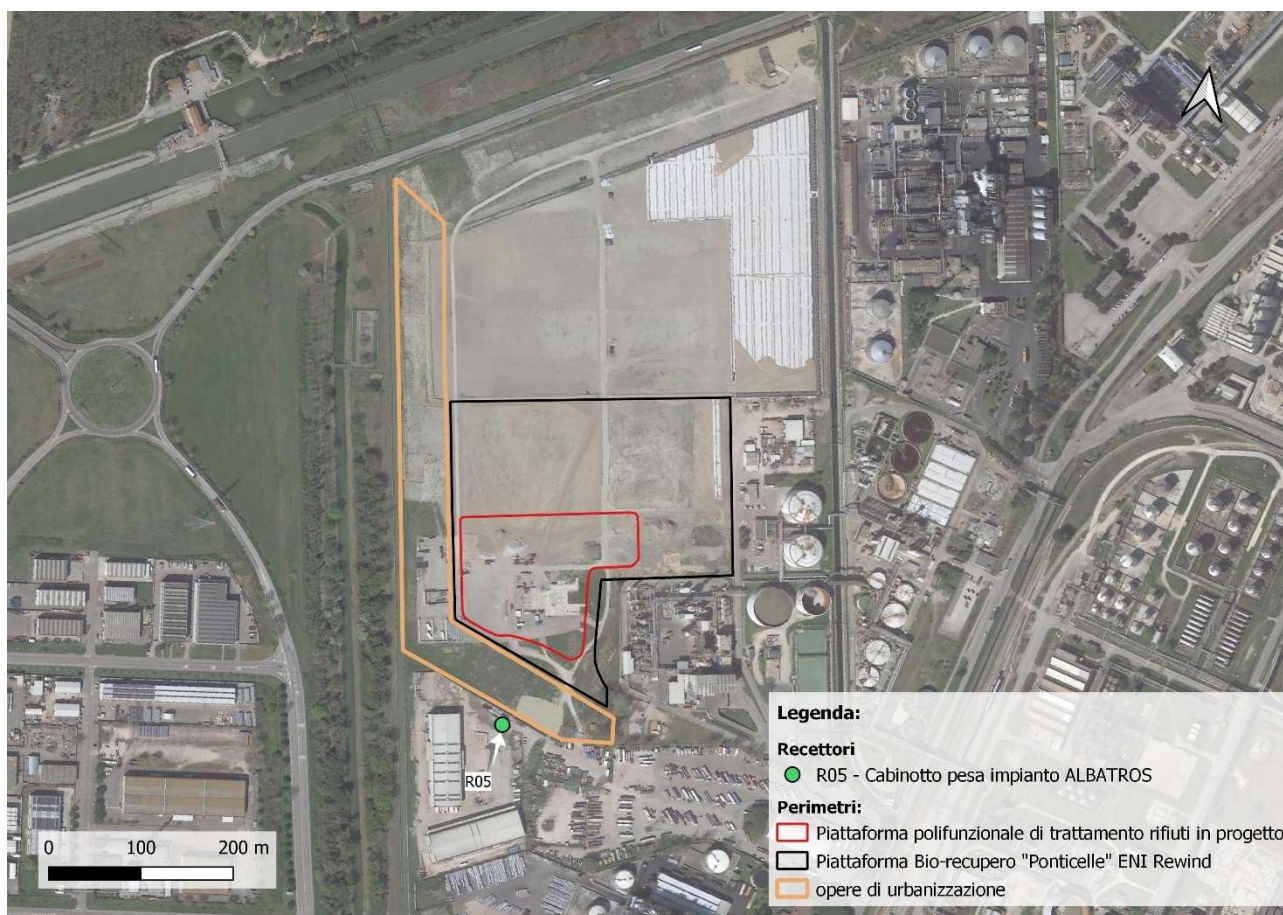 R05
Legenda:
Recettori
R05 - Cabinotto pesa impianto ALBATROS
Perimetri:
Piattaforma polifunzionale di trattamento rifiuti in progetto
Piattaforma Bio-recupero "Ponticelle" ENI Rewind
opere di urbanizzazione
0 100 200 m